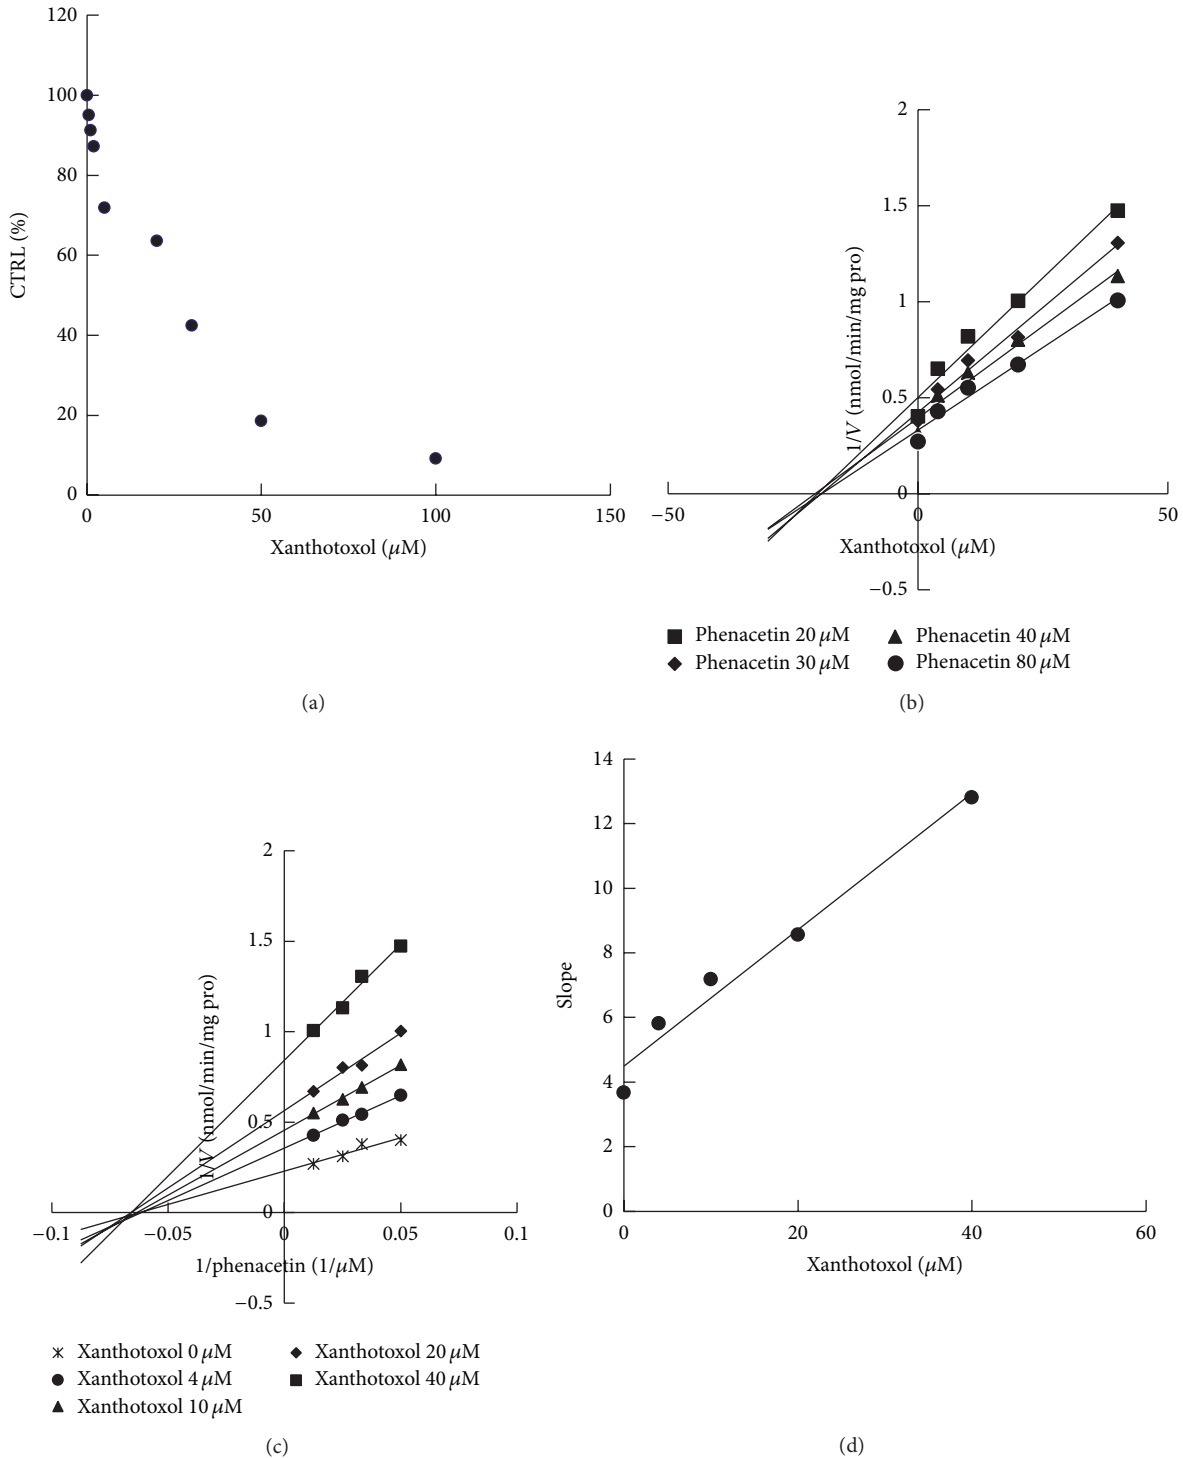 120
100
80
60
40
20
0
0
50
100
150
CTRL (%)
Xanthotoxol (μM)
(a)
2
1.5
1
0.5
0
−0.5
−50
0
50
1/V (nmol/min/mg pro)
Xanthotoxol (μM)
Phenacetin 20 μM
Phenacetin 40 μM
Phenacetin 30 μM
Phenacetin 80 μM
(b)
2
1.5
1
0.5
0
−0.5
−0.1
−0.05
0
0.05
0.1
1/V (nmol/min/mg pro)
1/phenacetin (1/μM)
Xanthotoxol 0 μM
Xanthotoxol 20 μM
Xanthotoxol 4 μM
Xanthotoxol 40 μM
Xanthotoxol 10 μM
(c)
14
12
10
8
6
4
2
0
0
20
40
60
Slope
Xanthotoxol (μM)
(d)